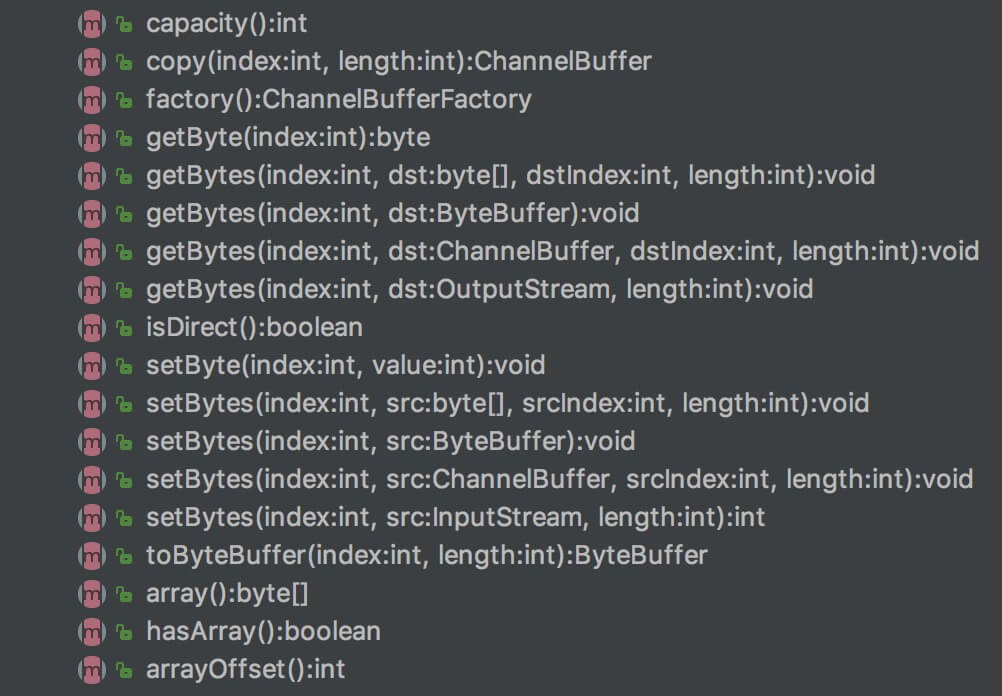 capacity():int
copy(index:int, length:int):ChannelBuffer
factory():ChannelBufferFactory
getByte(index:int):byte
getBytes(index:int, dst:byte[], dstIndex:int, length:int):void
getBytes(index:int, dst:ByteBuffer):void
getBytes(index:int, dst:ChannelBuffer, dstIndex:int, length:int):void
getBytes(index:int, dst:OutputStream, length:int):void
isDirect():boolean
setByte(index:int, value:int):void
setBytes(index:int, src:byte[], srcIndex:int, length:int):void
setBytes(index:int, src:ByteBuffer):void
setBytes(index:int, src:ChannelBuffer, srcIndex:int, length:int):void
setBytes(index:int, src:InputStream, length:int):int
toByteBuffer(index:int, length:int):ByteBuffer
array():byte[]
hasArray():boolean
arrayOffset():int